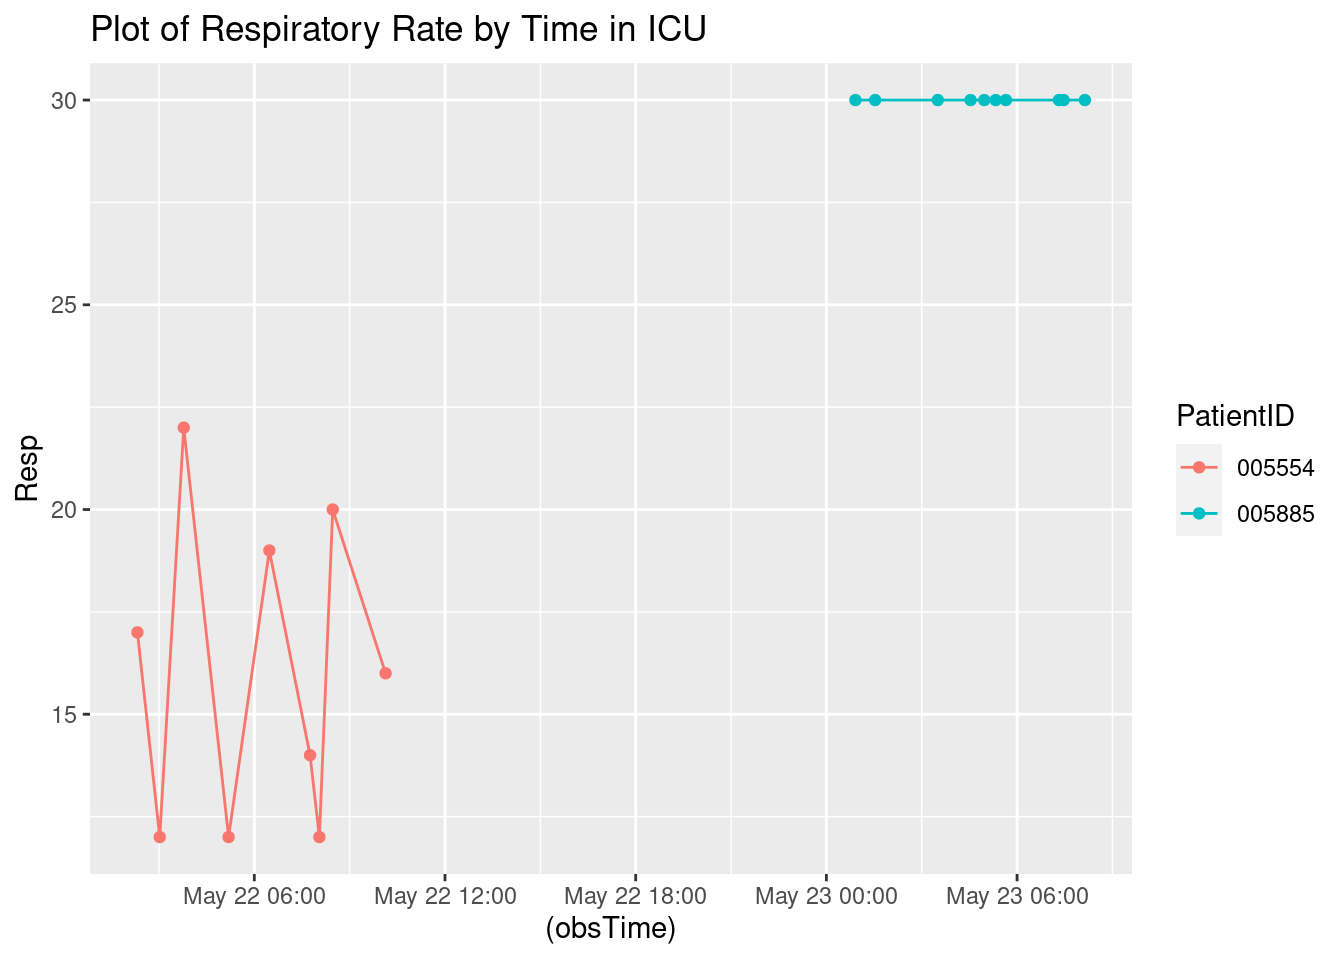 Plot of Respiratory Rate by Time in ICU
30
25
20
15
Resp
May 22 06:00
May 22 12:00
May 22 18:00
May 23 00:00
May 23 06:00
(obsTime)
PatientID
005554
005885